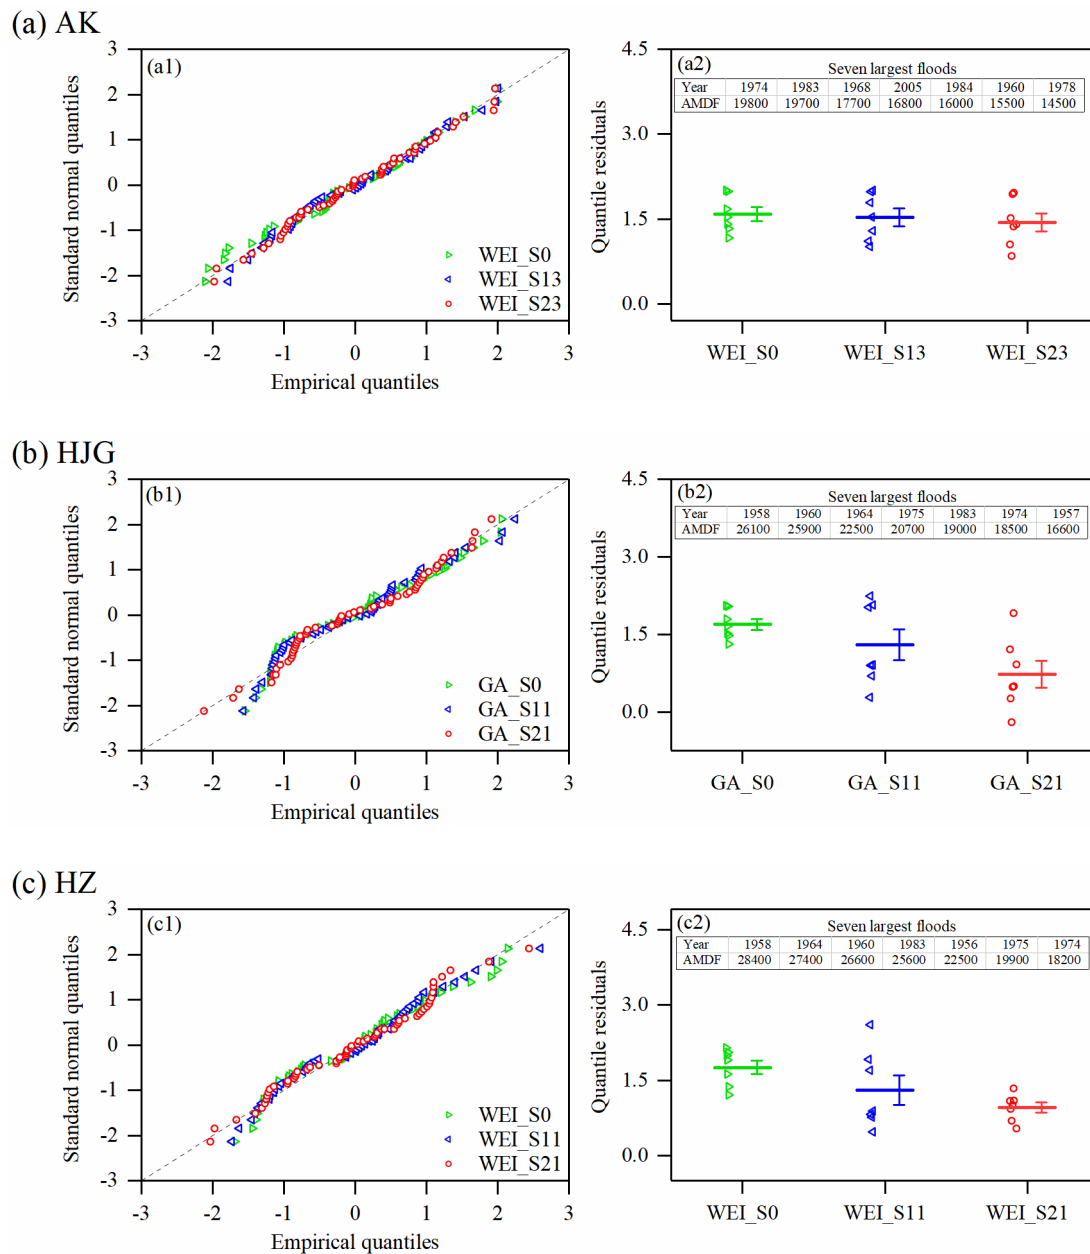 (a) AK
(a1)
3
2
1
0
-1
-2
-3
Standard normal quantiles
WEI_S0
WEI_S13
WEI_S23
-3 -2 -1 0 1 2 3
Empirical quantiles
(a2)
4.5
3.0
1.5
0.0
Quantile residuals
Seven largest floods
Year 1974 1983 1968 2005 1984 1960 1978
AMDF 19800 19700 17700 16800 16000 15500 14500
WEI_S0 WEI_S13 WEI_S23
(b) HJG
(b1)
3
2
1
0
-1
-2
-3
Standard normal quantiles
GA_S0
GA_S11
GA_S21
-3 -2 -1 0 1 2 3
Empirical quantiles
(b2)
4.5
3.0
1.5
0.0
Quantile residuals
Seven largest floods
Year 1958 1960 1964 1975 1983 1974 1957
AMDF 26100 25900 22500 20700 19000 18500 16600
GA_S0 GA_S11 GA_S21
(c) HZ
(c1)
3
2
1
0
-1
-2
-3
Standard normal quantiles
WEI_S0
WEI_S11
WEI_S21
-3 -2 -1 0 1 2 3
Empirical quantiles
(c2)
4.5
3.0
1.5
0.0
Quantile residuals
Seven largest floods
Year 1958 1964 1960 1983 1956 1975 1974
AMDF 28400 27400 26600 25600 22500 19900 18200
WEI_S0 WEI_S11 WEI_S21